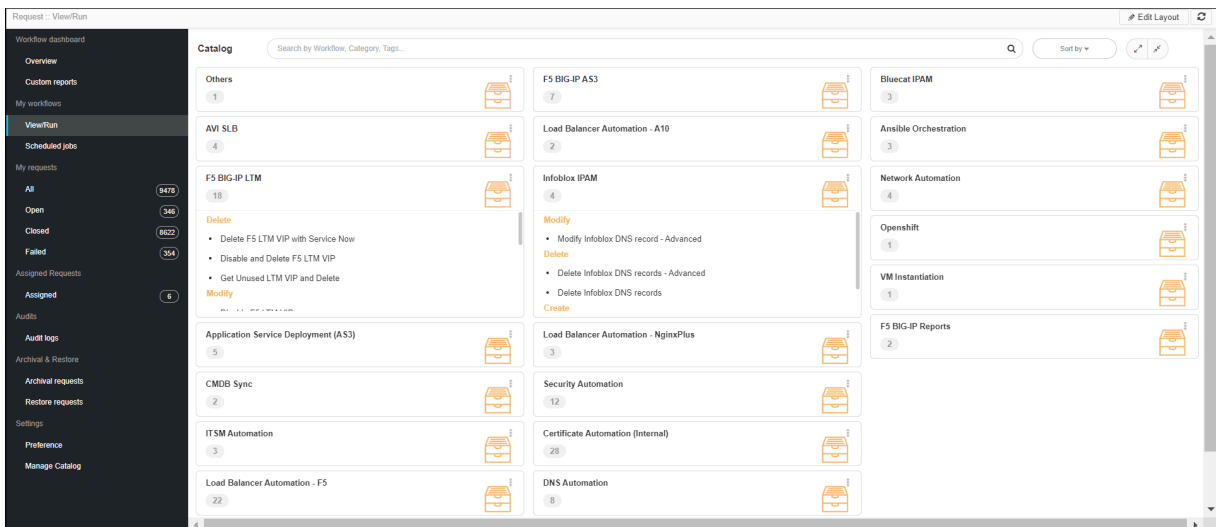 Request :: View/Run
Edit Layout
Workflow dashboard
Overview
Custom reports
My workflows
View/Run
Scheduled jobs
My requests
All 9478
Open 346
Closed 8622
Failed 354
Assigned Requests
Assigned 6
Audits
Audit logs
Archival & Restore
Archival requests
Restore requests
Settings
Preference
Manage Catalog
Catalog
Search by Workflow, Category, Tags...
Sort by
Others
1
AVI SLB
4
F5 BIG-IP LTM
18
Delete
• Delete F5 LTM VIP with Service Now
• Disable and Delete F5 LTM VIP
• Get Unused LTM VIP and Delete
Modify
Application Service Deployment (AS3)
5
CMDB Sync
2
ITSM Automation
3
Load Balancer Automation - F5
22
F5 BIG-IP AS3
7
Load Balancer Automation - A10
2
Infoblox IPAM
4
Modify
• Modify Infoblox DNS record - Advanced
Delete
• Delete Infoblox DNS records - Advanced
• Delete Infoblox DNS records
Create
Load Balancer Automation - NginxPlus
3
Security Automation
12
Certificate Automation (Internal)
28
DNS Automation
8
Bluecat IPAM
3
Ansible Orchestration
3
Network Automation
4
Openshift
1
VM Instantiation
1
F5 BIG-IP Reports
2